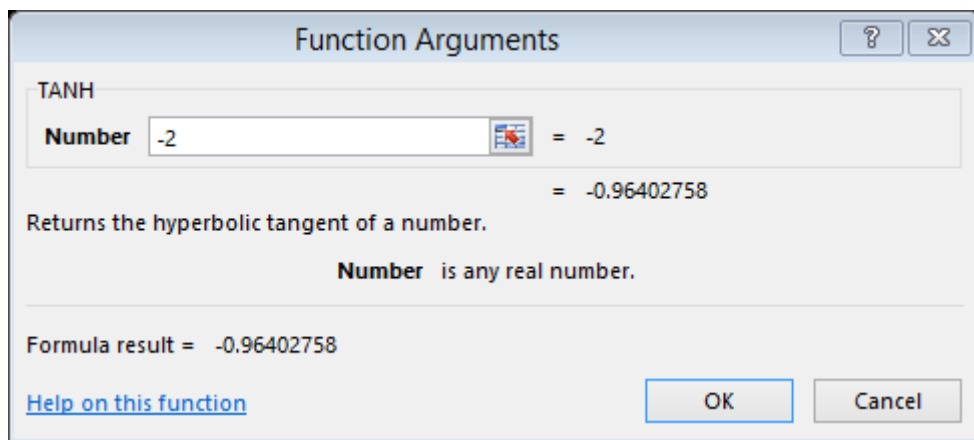 Function Arguments
?
TANH
Number -2 = -2
= -0.96402758
Returns the hyperbolic tangent of a number.
Number is any real number.
Formula result = -0.96402758
Help on this function
OK Cancel